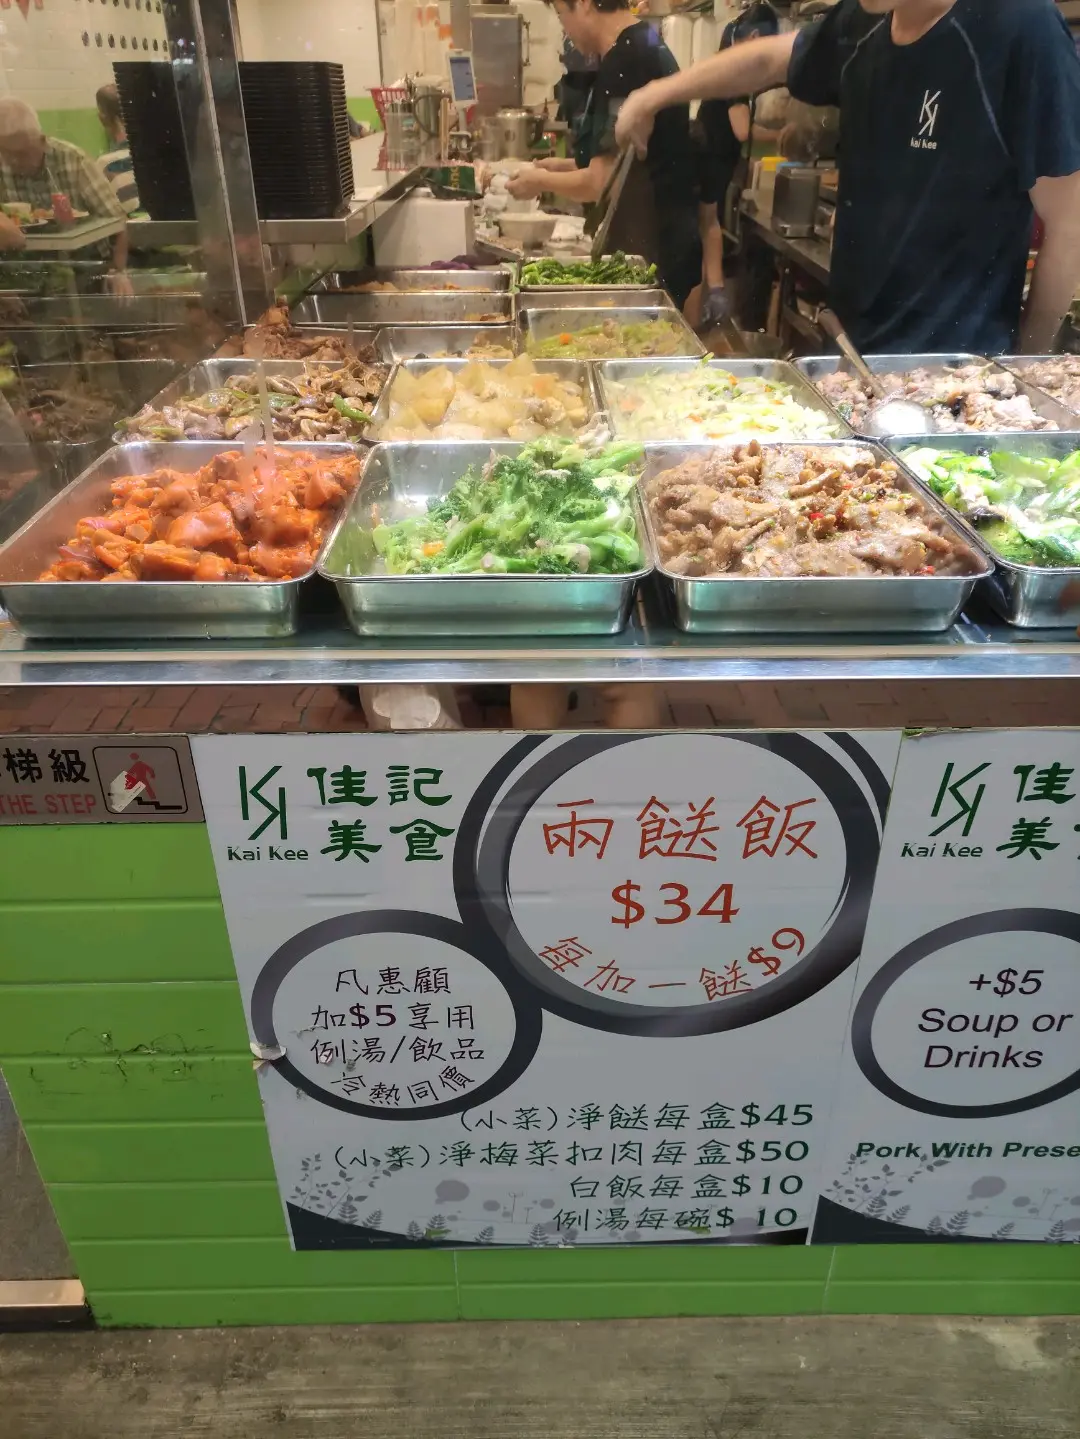 Kai Kee
梯級
THE STEP
佳記
美食
Kai Kee
兩餸飯
$34
每加一餸$9
凡惠顧
加$5享用
例湯/飲品
冷熱同價
(小菜)淨餸每盒$45
(小菜)淨梅菜扣肉每盒$50
白飯每盒$10
例湯每碗$10
佳
美
Kai Kee
+$5
Soup or
Drinks
Pork With Prese